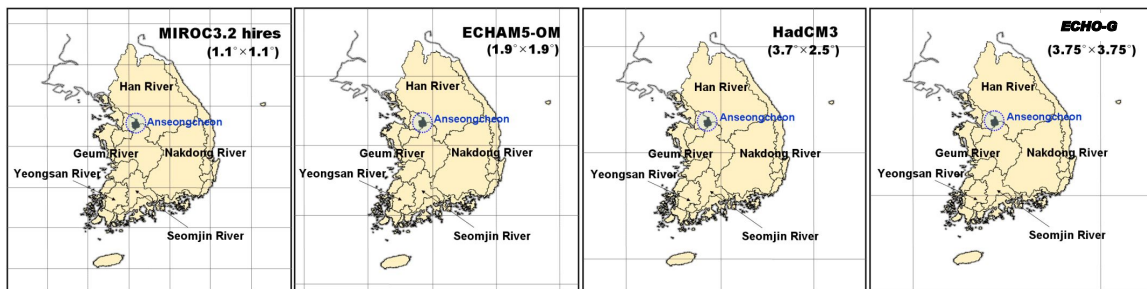 MIROC3.2 hires
(1.1°×1.1°)
Han River
Anseongcheon
Geum River
Nakdong River
Yeongsan River
Seomjin River
ECHAM5-OM
(1.9°×1.9°)
Han River
Anseongcheon
Geum River
Nakdong River
Yeongsan River
Seomjin River
HadCM3
(3.7°×2.5°)
Han River
Anseongcheon
Geum River
Nakdong River
Yeongsan River
Seomjin River
ECHO-G
(3.75°×3.75°)
Han River
Anseongcheon
Geum River
Nakdong River
Yeongsan River
Seomjin River